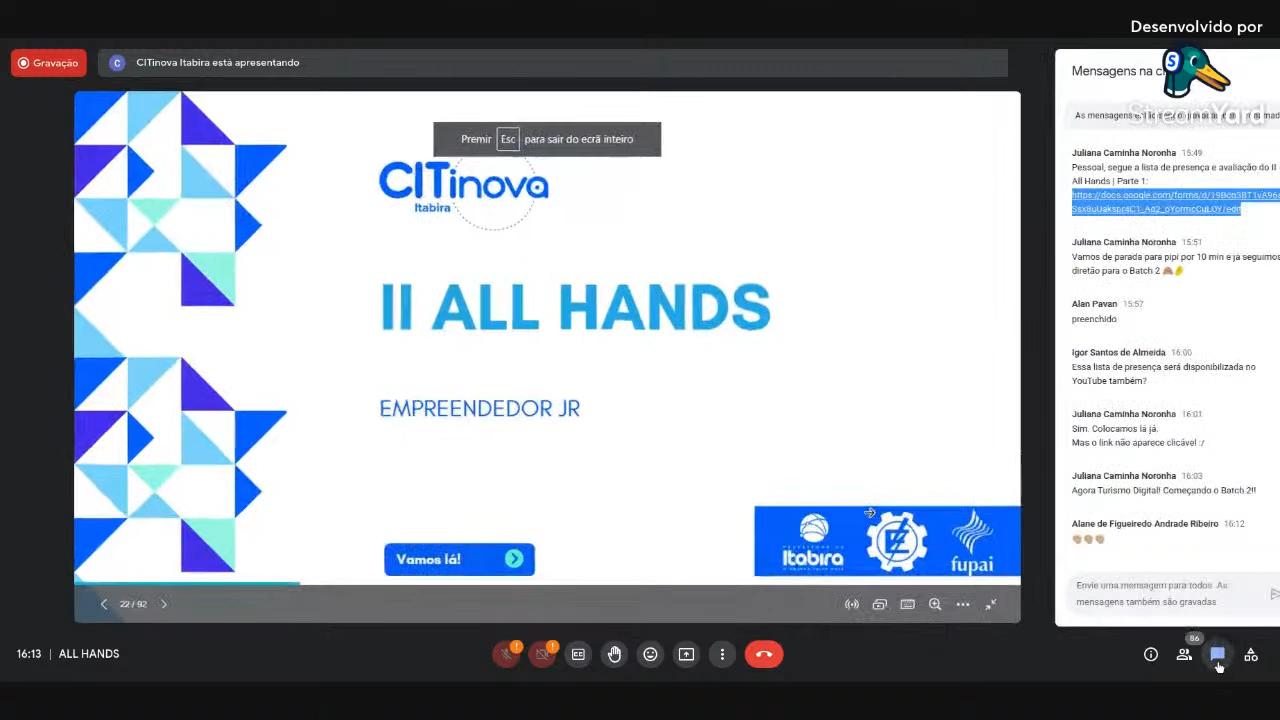 Desenvolvido por
StreamYard
Gravação
C
CITinova Itabira está apresentando
Premir Esc para sair do ecrã inteiro
CITinova
Itabira
II ALL HANDS
EMPREENDEDOR JR
Vamos lá!
Itabira
fupai
22 / 92
Mensagens na
Juliana Caminha Noronha 15:49
Pessoal, segue a lista de presença e avaliação do II
All Hands | Parte 1:
Juliana Caminha Noronha 15:51
Vamos de parada para pipi por 10 min e já seguimos
diretão para o Batch 2 🙈🤌
Alan Pavan 15:57
preenchido
Igor Santos de Almeida 16:00
Essa lista de presença será disponibilizada no
YouTube também?
Juliana Caminha Noronha 16:01
Sim. Colocamos lá já.
Mas o link não aparece clicável :/
Juliana Caminha Noronha 16:03
Agora Turismo Digital! Começando o Batch 2!!
Alane de Figueiredo Andrade Ribeiro 16:12
👏🏼👏🏼👏🏼
Envie uma mensagem para todos. As
mensagens também são gravadas
16:13 | ALL HANDS
86